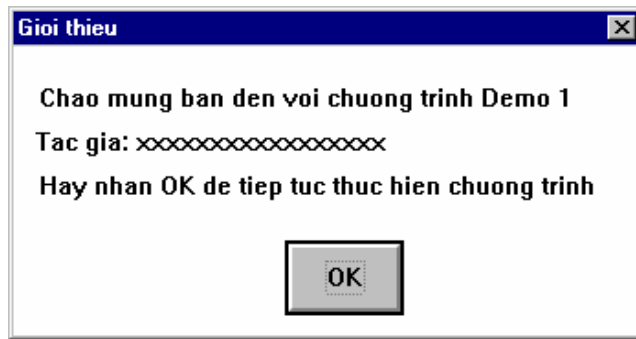 Gioi thieu
Chao mung ban den voi chuong trinh Demo 1
Tac gia: xxxxxxxxxxxxxxxxx
Hay nhan OK de tiep tuc thuc hien chuong trinh
OK